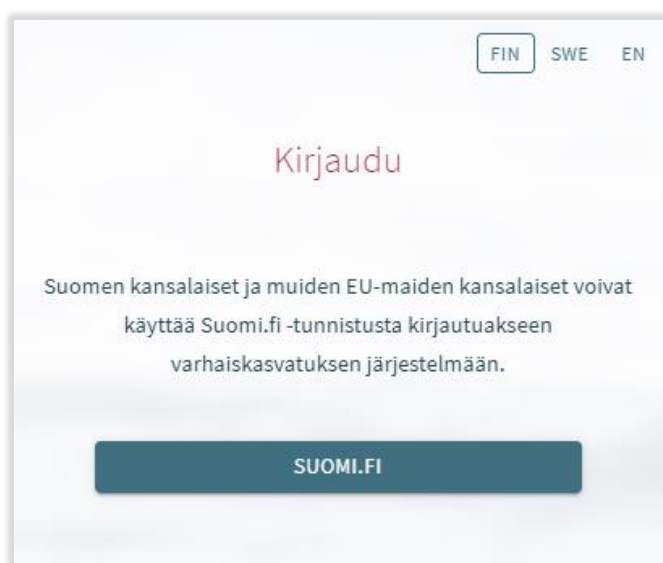 FIN SWE EN
Kirjaudu
Suomen kansalaiset ja muiden EU-maiden kansalaiset voivat
käyttää Suomi.fi -tunnistusta kirjautuakseen
varhaiskasvatuksen järjestelmään.
SUOMI.FI